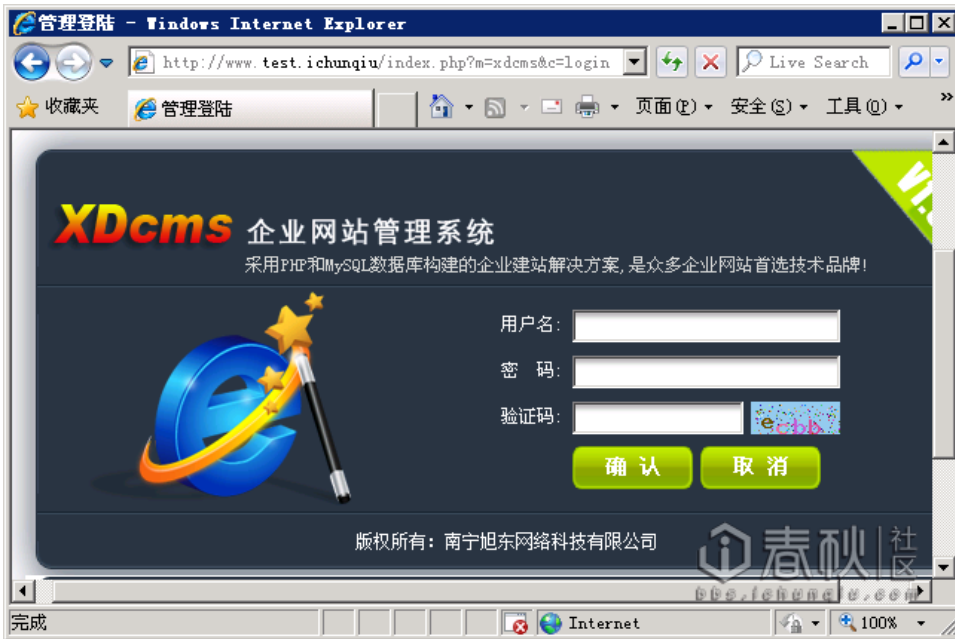 管理登陆 - Windows Internet Explorer
http://www.test.ichunqiu/index.php?m=xdcms&c=login
Live Search
收藏夹
管理登陆
页面(P)
安全(S)
工具(O)
»
XDcms 企业网站管理系统
采用PHP和MySQL数据库构建的企业建站解决方案,是众多企业网站首选技术品牌!
用户名:
密 码:
验证码:
ecbb
确 认
取 消
版权所有：南宁旭东网络科技有限公司
春秋 社区
bbs.ichunqiu.com
完成
Internet
100%